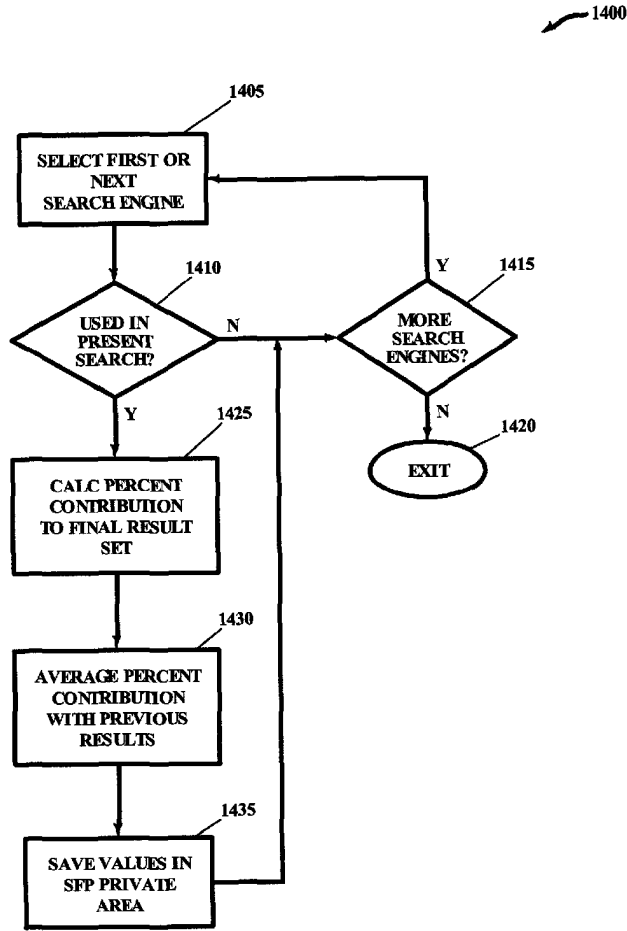 1400
1405
SELECT FIRST OR
NEXT
SEARCH ENGINE
1410
USED IN
PRESENT
SEARCH?
N
Y
1415
MORE
SEARCH
ENGINES?
Y
N
1420
EXIT
1425
CALC PERCENT
CONTRIBUTION
TO FINAL RESULT
SET
1430
AVERAGE PERCENT
CONTRIBUTION
WITH PREVIOUS
RESULTS
1435
SAVE VALUES IN
SFP PRIVATE
AREA